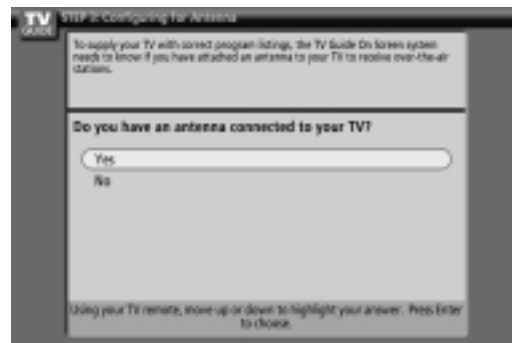 TV
GUIDE
STEP 3: Configuring for Antenna
To supply your TV with correct program listings, the TV Guide On Screen system
needs to know if you have attached an antenna to your TV to receive over-the-air
stations.
Do you have an antenna connected to your TV?
Yes
No
Using your TV remote, move up or down to highlight your answer. Press Enter
to choose.